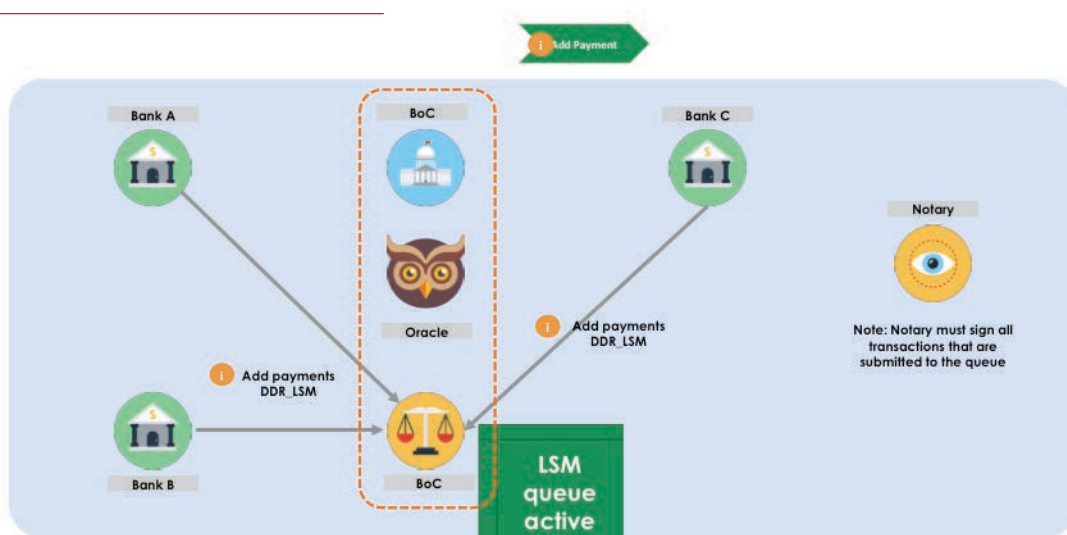 i Add Payment
Bank A
BoC
Bank C
Notary
Oracle
i Add payments
DDR_LSM
Note: Notary must sign all
transactions that are
submitted to the queue
i Add payments
DDR_LSM
Bank B
BoC
LSM
queue
active